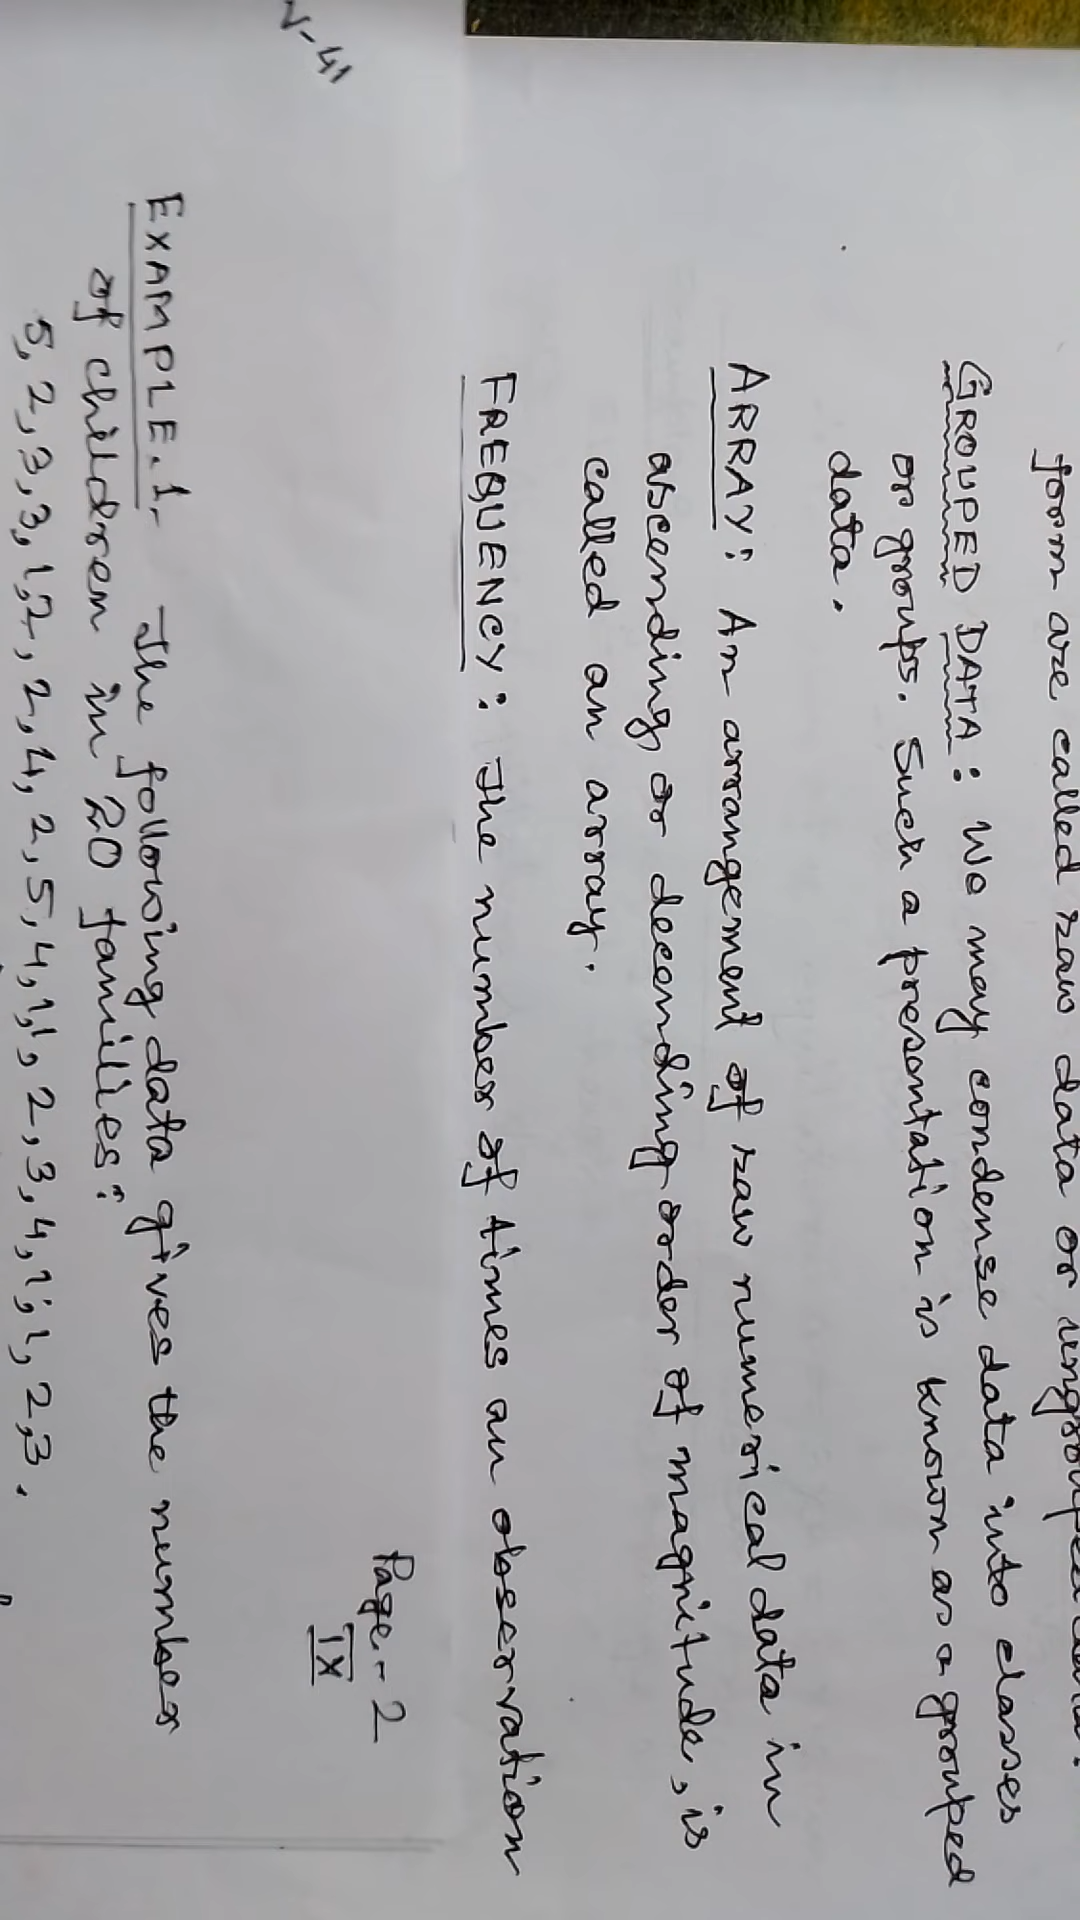 form are called raw data or ungrouped data.
GROUPED DATA: We may condense data into classes
or groups. Such a presentation is known as a grouped
data.
ARRAY: An arrangement of raw numerical data in
ascending or decending order of magnitude, is
called an array.
FREQUENCY: The number of times an observation
Page-2
IX
-41
EXAMPLE.1- The following data gives the number
of children in 20 families:
5, 2, 3, 3, 1, 2, 2, 4, 2, 5, 4, 1, 1, 2, 3, 4, 1, 1, 2, 3.